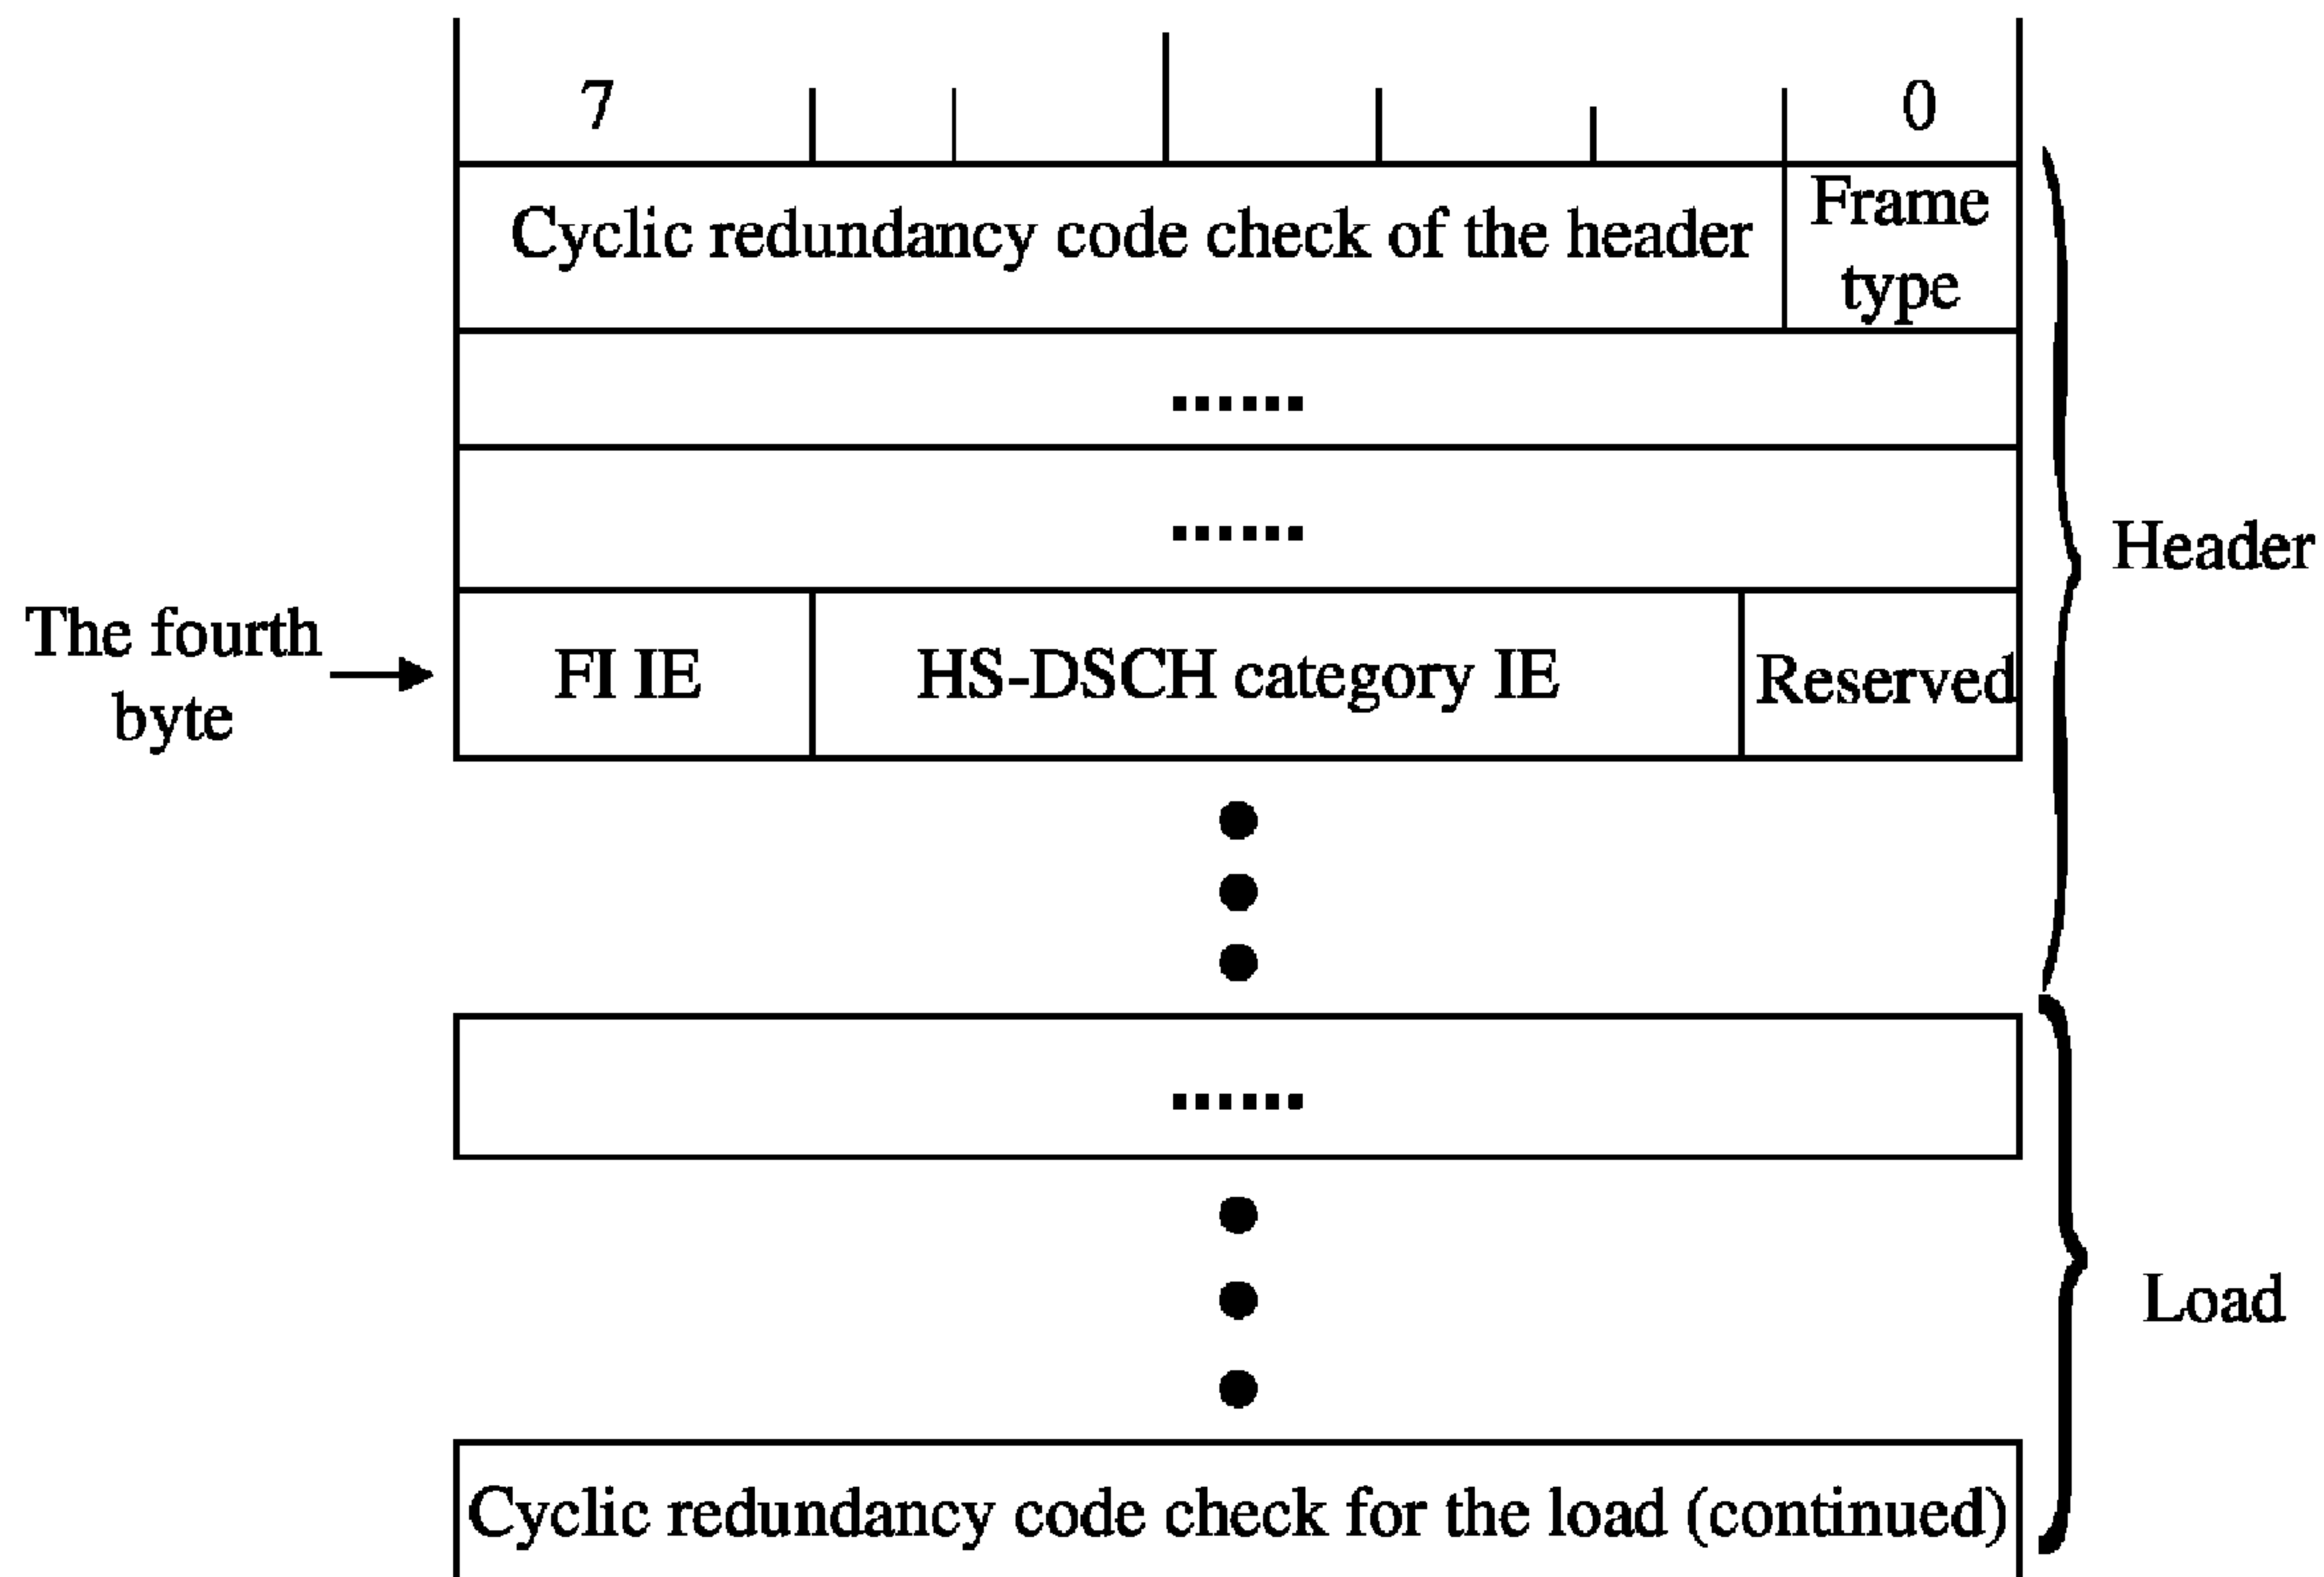 7 0
Cyclic redundancy code check of the header
Frame
type
.......
.......
The fourth
byte
FI IE
HS-DSCH category IE
Reserved
Header
.......
Load
Cyclic redundancy code check for the load (continued)